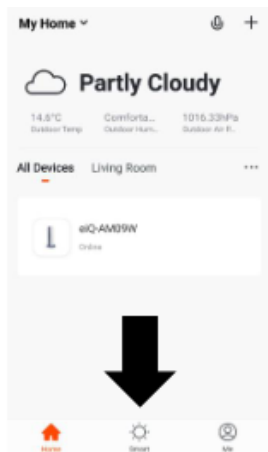 My Home
Partly Cloudy
14.6°C Comforta... 1016.33hPa
Outdoor Temp Outdoor Hum... Outdoor Air P...
All Devices Living Room ...
eiQ-AM09W
Online
Home Smart Me